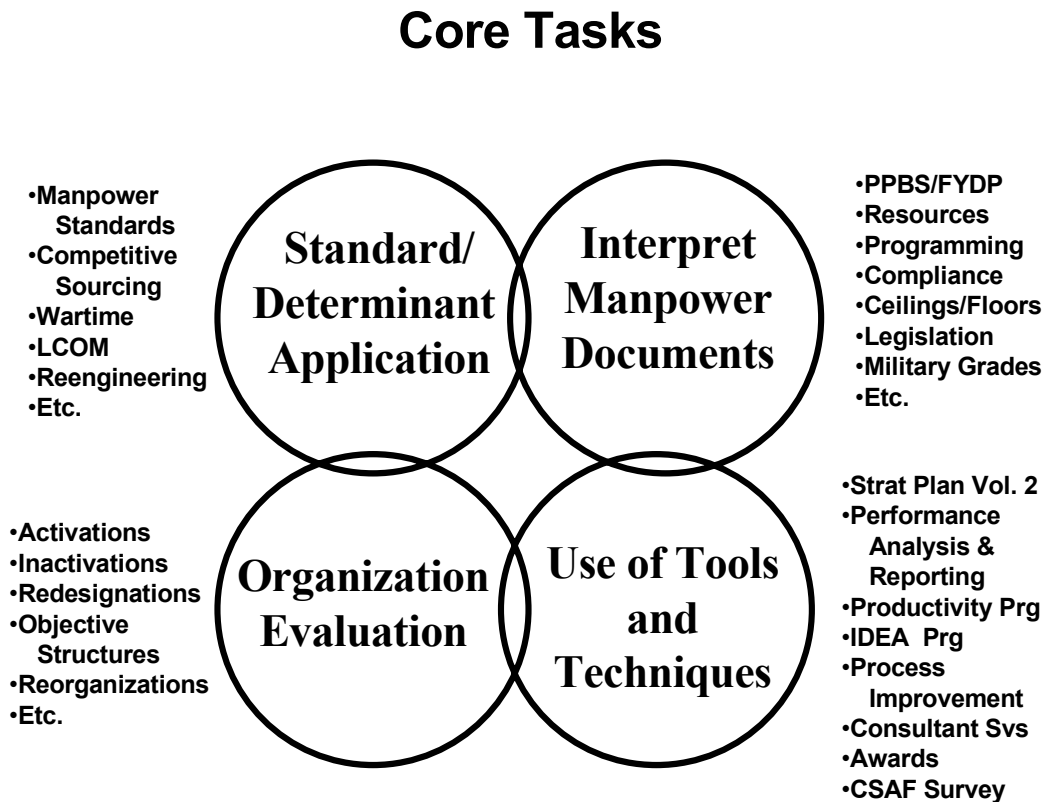 Core Tasks
•Manpower
Standards
•Competitive
Sourcing
•Wartime
•LCOM
•Reengineering
•Etc.
Standard/
Determinant
Application
Interpret
Manpower
Documents
•PPBS/FYDP
•Resources
•Programming
•Compliance
•Ceilings/Floors
•Legislation
•Military Grades
•Etc.
•Activations
•Inactivations
•Redesignations
•Objective
Structures
•Reorganizations
•Etc.
Organization
Evaluation
Use of Tools
and
Techniques
•Strat Plan Vol. 2
•Performance
Analysis &
Reporting
•Productivity Prg
•IDEA Prg
•Process
Improvement
•Consultant Svs
•Awards
•CSAF Survey